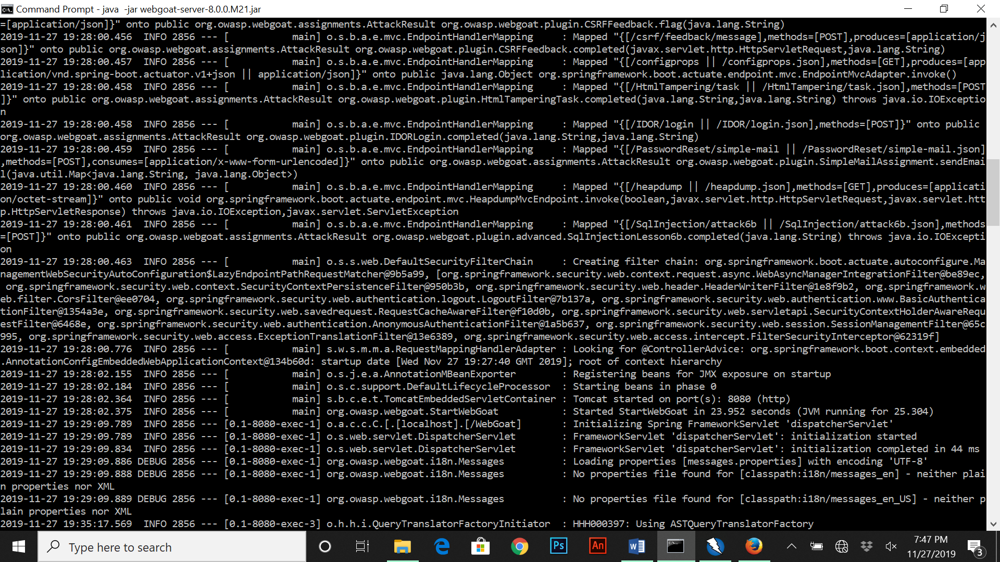 Command Prompt - java  -jar webgoat-server-8.0.0.M21.jar
=[application/json]}" onto public org.owasp.webgoat.assignments.AttackResult org.owasp.webgoat.plugin.CSRFFeedback.flag(java.lang.String)
2019-11-27 19:28:00.456  INFO 2856 --- [           main] o.s.b.a.e.mvc.EndpointHandlerMapping     : Mapped "{[/csrf/feedback/message],methods=[POST],produces=[application/j
son]}" onto public org.owasp.webgoat.assignments.AttackResult org.owasp.webgoat.plugin.CSRFFeedback.completed(javax.servlet.http.HttpServletRequest,java.lang.String)
2019-11-27 19:28:00.457  INFO 2856 --- [           main] o.s.b.a.e.mvc.EndpointHandlerMapping     : Mapped "{[/configprops || /configprops.json],methods=[GET],produces=[app
lication/vnd.spring-boot.actuator.v1+json || application/json]}" onto public java.lang.Object org.springframework.boot.actuate.endpoint.mvc.EndpointMvcAdapter.invoke()
2019-11-27 19:28:00.458  INFO 2856 --- [           main] o.s.b.a.e.mvc.EndpointHandlerMapping     : Mapped "{[/HtmlTampering/task || /HtmlTampering/task.json],methods=[POST
]}" onto public org.owasp.webgoat.assignments.AttackResult org.owasp.webgoat.plugin.HtmlTamperingTask.completed(java.lang.String,java.lang.String) throws java.io.IOExceptio
n
2019-11-27 19:28:00.458  INFO 2856 --- [           main] o.s.b.a.e.mvc.EndpointHandlerMapping     : Mapped "{[/IDOR/login || /IDOR/login.json],methods=[POST]}" onto public
org.owasp.webgoat.assignments.AttackResult org.owasp.webgoat.plugin.IDORLogin.completed(java.lang.String,java.lang.String)
2019-11-27 19:28:00.459  INFO 2856 --- [           main] o.s.b.a.e.mvc.EndpointHandlerMapping     : Mapped "{[/PasswordReset/simple-mail || /PasswordReset/simple-mail.json]
,methods=[POST],consumes=[application/x-www-form-urlencoded]}" onto public org.owasp.webgoat.assignments.AttackResult org.owasp.webgoat.plugin.SimpleMailAssignment.sendEmai
l(java.util.Map<java.lang.String, java.lang.Object>)
2019-11-27 19:28:00.460  INFO 2856 --- [           main] o.s.b.a.e.mvc.EndpointHandlerMapping     : Mapped "{[/heapdump || /heapdump.json],methods=[GET],produces=[applicati
on/octet-stream]}" onto public void org.springframework.boot.actuate.endpoint.mvc.HeapdumpMvcEndpoint.invoke(boolean,javax.servlet.http.HttpServletRequest,javax.servlet.htt
p.HttpServletResponse) throws java.io.IOException,javax.servlet.ServletException
2019-11-27 19:28:00.461  INFO 2856 --- [           main] o.s.b.a.e.mvc.EndpointHandlerMapping     : Mapped "{[/SqlInjection/attack6b || /SqlInjection/attack6b.json],methods
=[POST]}" onto public org.owasp.webgoat.assignments.AttackResult org.owasp.webgoat.plugin.advanced.SqlInjectionLesson6b.completed(java.lang.String) throws java.io.IOExcepti
on
2019-11-27 19:28:00.463  INFO 2856 --- [           main] o.s.s.web.DefaultSecurityFilterChain     : Creating filter chain: org.springframework.boot.actuate.autoconfigure.Ma
nagementWebSecurityAutoConfiguration$LazyEndpointPathRequestMatcher@9b5a99, [org.springframework.security.web.context.request.async.WebAsyncManagerIntegrationFilter@be89ec,
 org.springframework.security.web.context.SecurityContextPersistenceFilter@950b3b, org.springframework.security.web.header.HeaderWriterFilter@1e8f9b2, org.springframework.w
eb.filter.CorsFilter@ee0704, org.springframework.security.web.authentication.logout.LogoutFilter@7b137a, org.springframework.security.web.authentication.www.BasicAuthentica
tionFilter@1354a3e, org.springframework.security.web.savedrequest.RequestCacheAwareFilter@f10d0b, org.springframework.security.web.servletapi.SecurityContextHolderAwareRequ
estFilter@6468e, org.springframework.security.web.authentication.AnonymousAuthenticationFilter@1a5b637, org.springframework.security.web.session.SessionManagementFilter@65c
995, org.springframework.security.web.access.ExceptionTranslationFilter@13e6389, org.springframework.security.web.access.intercept.FilterSecurityInterceptor@62319f]
2019-11-27 19:28:00.776  INFO 2856 --- [           main] s.w.s.m.m.a.RequestMappingHandlerAdapter : Looking for @ControllerAdvice: org.springframework.boot.context.embedded
.AnnotationConfigEmbeddedWebApplicationContext@134b60d: startup date [Wed Nov 27 19:27:40 GMT 2019]; root of context hierarchy
2019-11-27 19:28:02.155  INFO 2856 --- [           main] o.s.j.e.a.AnnotationMBeanExporter        : Registering beans for JMX exposure on startup
2019-11-27 19:28:02.184  INFO 2856 --- [           main] o.s.c.support.DefaultLifecycleProcessor  : Starting beans in phase 0
2019-11-27 19:28:02.364  INFO 2856 --- [           main] s.b.c.e.t.TomcatEmbeddedServletContainer : Tomcat started on port(s): 8080 (http)
2019-11-27 19:28:02.375  INFO 2856 --- [           main] org.owasp.webgoat.StartWebGoat           : Started StartWebGoat in 23.952 seconds (JVM running for 25.304)
2019-11-27 19:29:09.789  INFO 2856 --- [0.1-8080-exec-1] o.a.c.c.C.[.[localhost].[/WebGoat]       : Initializing Spring FrameworkServlet 'dispatcherServlet'
2019-11-27 19:29:09.789  INFO 2856 --- [0.1-8080-exec-1] o.s.web.servlet.DispatcherServlet        : FrameworkServlet 'dispatcherServlet': initialization started
2019-11-27 19:29:09.834  INFO 2856 --- [0.1-8080-exec-1] o.s.web.servlet.DispatcherServlet        : FrameworkServlet 'dispatcherServlet': initialization completed in 44 ms
2019-11-27 19:29:09.886 DEBUG 2856 --- [0.1-8080-exec-1] org.owasp.webgoat.i18n.Messages          : Loading properties [messages.properties] with encoding 'UTF-8'
2019-11-27 19:29:09.888 DEBUG 2856 --- [0.1-8080-exec-1] org.owasp.webgoat.i18n.Messages          : No properties file found for [classpath:i18n/messages_en] - neither plai
n properties nor XML
2019-11-27 19:29:09.889 DEBUG 2856 --- [0.1-8080-exec-1] org.owasp.webgoat.i18n.Messages          : No properties file found for [classpath:i18n/messages_en_US] - neither p
lain properties nor XML
2019-11-27 19:35:17.569  INFO 2856 --- [0.1-8080-exec-3] o.h.h.i.QueryTranslatorFactoryInitiator  : HHH000397: Using ASTQueryTranslatorFactory
Type here to search
Ps
An
7:47 PM
11/27/2019
3